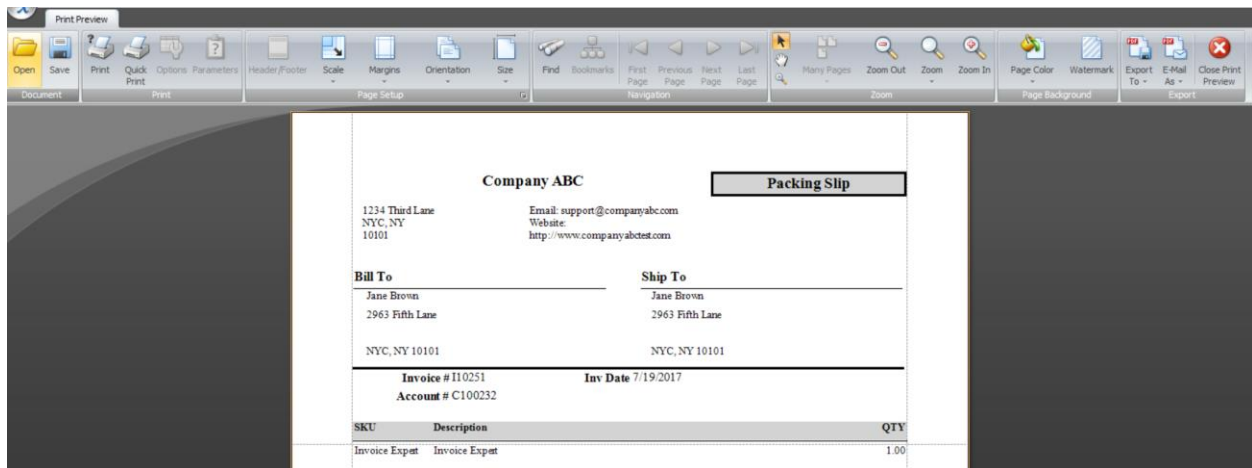 Print Preview
Open Save Print Quick Print Options Parameters Header/Footer Scale Margins Orientation Size Find Bookmarks First Page Previous Page Next Page Last Page Many Pages Zoom Out Zoom Zoom In Page Color Watermark Export To E-Mail As Close Print Preview
Document Print Page Setup Navigation Zoom Page Background Export
Company ABC Packing Slip
1234 Third Lane Email: support@companyabc.com
NYC, NY Website:
10101 http://www.companyabctest.com
Bill To Ship To
Jane Brown Jane Brown
2963 Fifth Lane 2963 Fifth Lane
NYC, NY 10101 NYC, NY 10101
Invoice # I10251 Inv Date 7/19/2017
Account # C100232
SKU Description QTY
Invoice Expert Invoice Expert 1.00